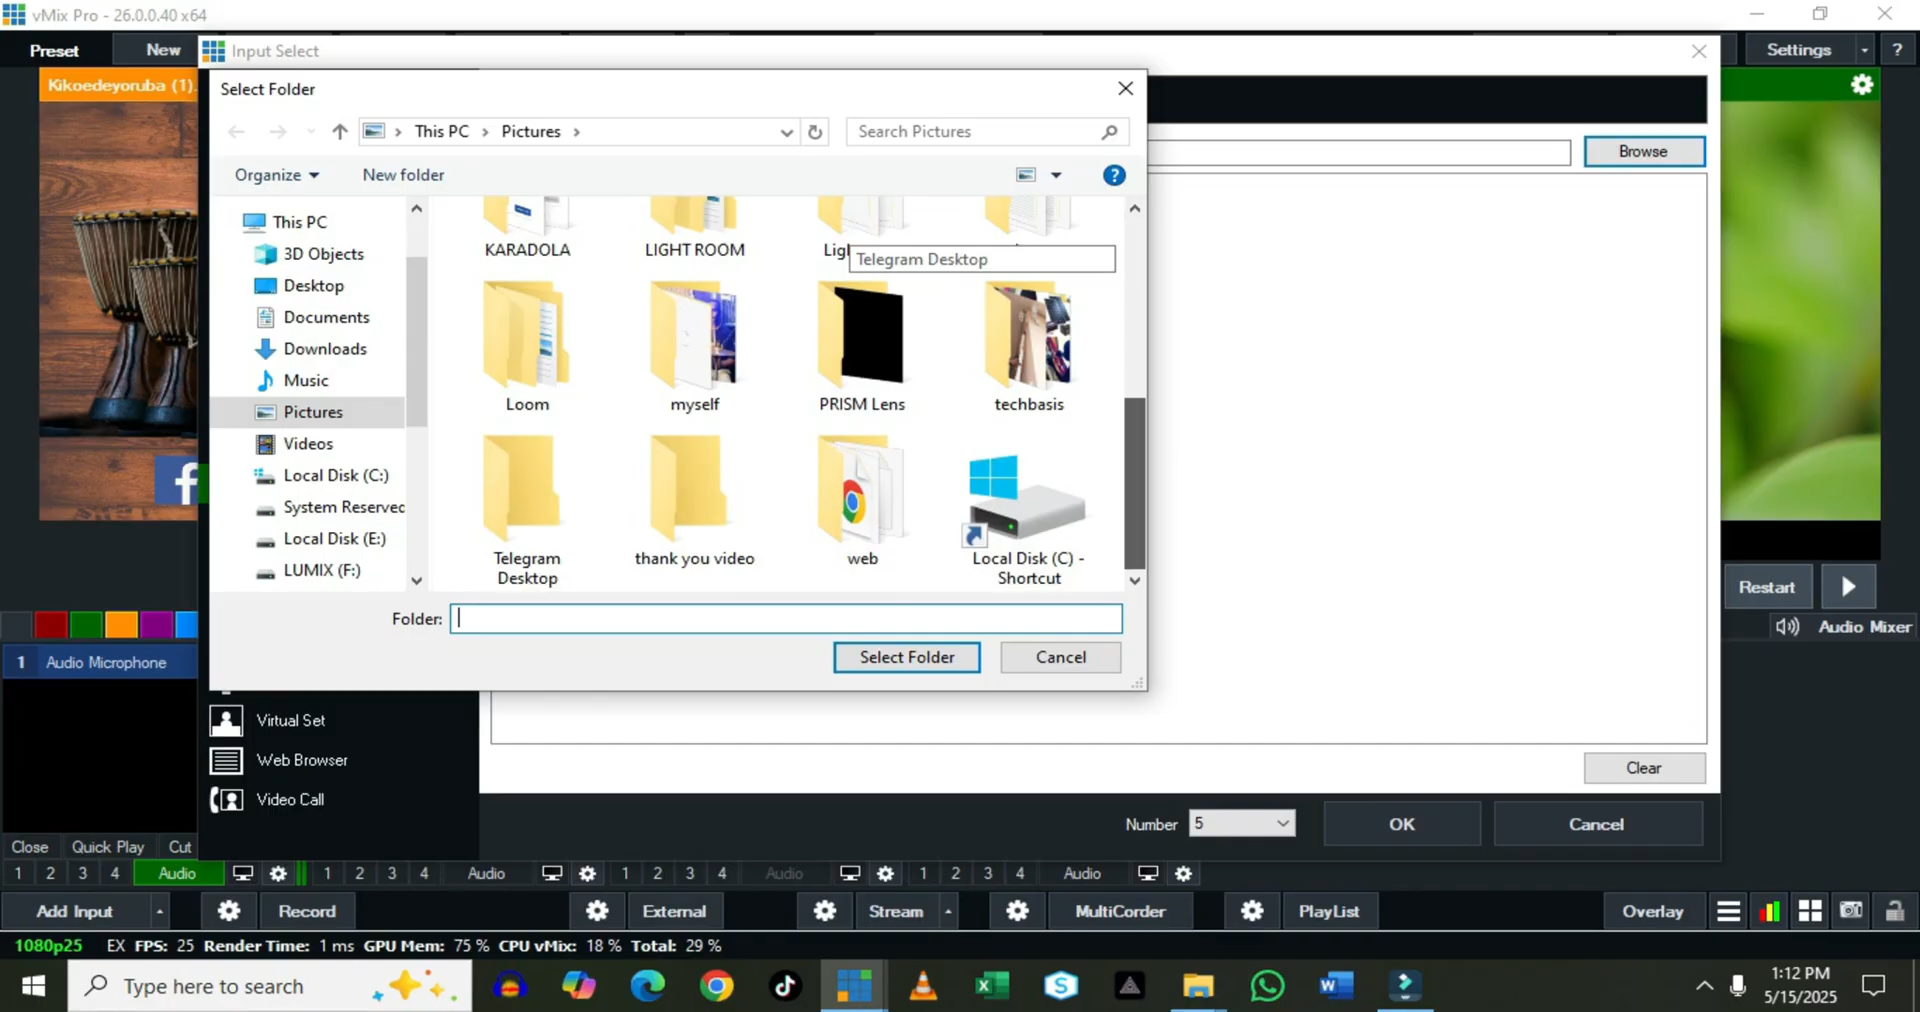 vMix Pro - 26.0.0.40 x64
Preset
New
Input Select
Settings
?
Kikoedeyoruba (1).
Select Folder
This PC
Pictures
Search Pictures
Browse
Organize
New folder
?
This PC
3D Objects
Desktop
Documents
Downloads
Music
Pictures
Videos
Local Disk (C:)
System Reserved
Local Disk (E:)
LUMIX (F:)
KARADOLA
LIGHT ROOM
Lig
Telegram Desktop
Loom
myself
PRISM Lens
techbasis
Telegram Desktop
thank you video
web
Local Disk (C) - Shortcut
Folder:
Select Folder
Cancel
Restart
Audio Mixer
1 Audio Microphone
Virtual Set
Web Browser
Video Call
Clear
Number 5
OK
Cancel
Close Quick Play Cut
1 2 3 4 Audio 1 2 3 4 Audio 1 2 3 4 Audio 1 2 3 4 Audio
Add Input Record External Stream MultiCorder PlayList Overlay
1080p25 EX FPS: 25 Render Time: 1 ms GPU Mem: 75 % CPU vMix: 18 % Total: 29 %
Type here to search
1:12 PM
5/15/2025